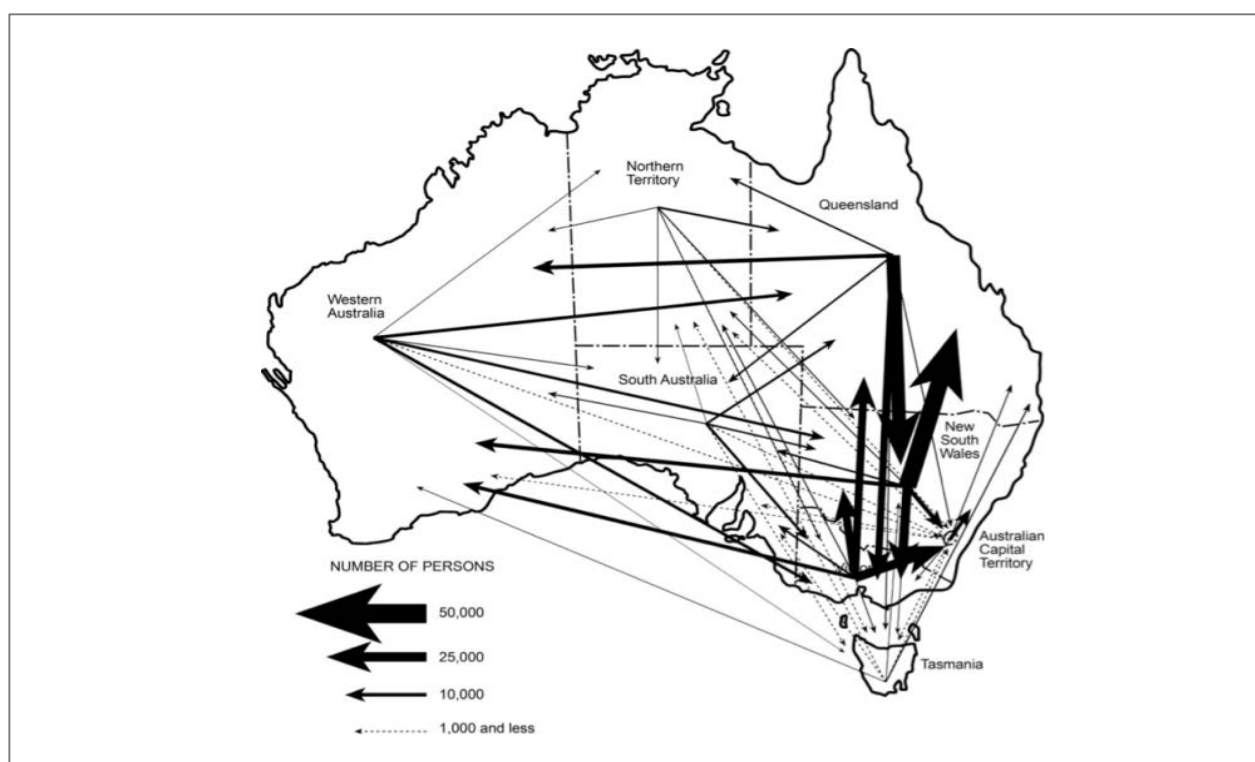 Northern
Territory
Queensland
Western
Australia
South Australia
New
South
Wales
Australian
Capital
Territory
Tasmania
NUMBER OF PERSONS
50,000
25,000
10,000
1,000 and less